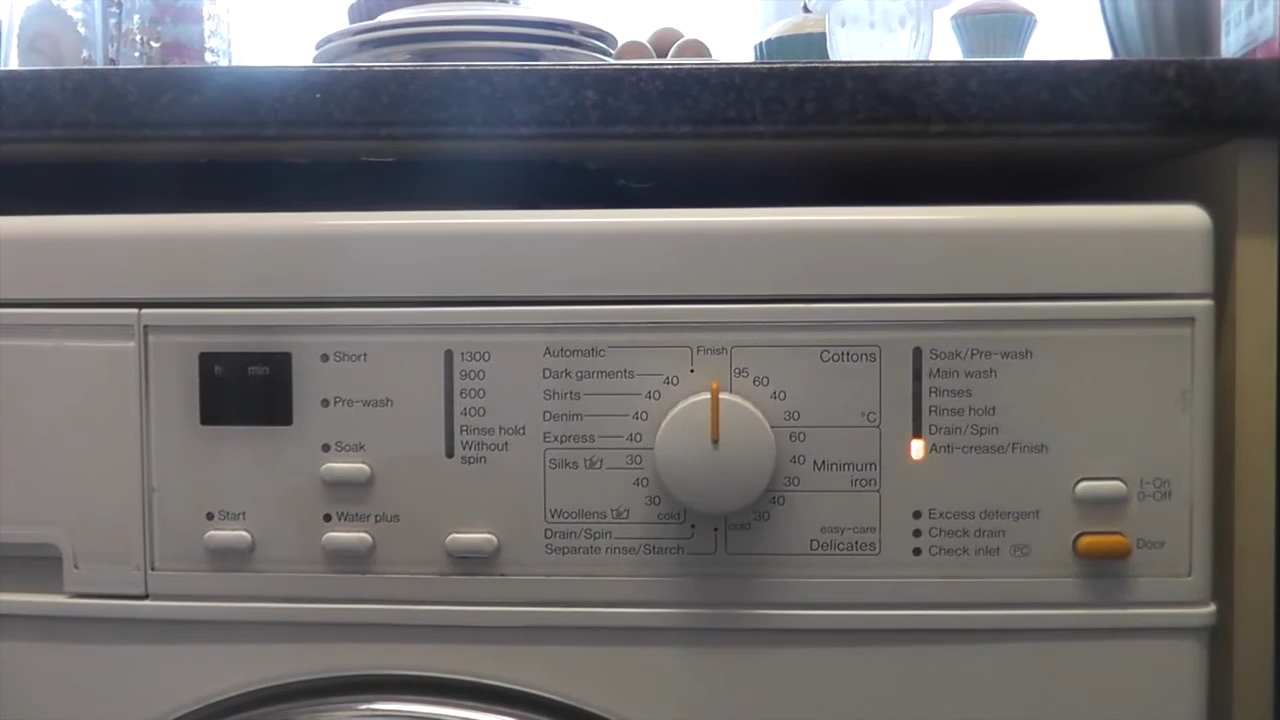 h min
Short
Pre-wash
Soak
Start
Water plus
1300
900
600
400
Rinse hold
Without
spin
Automatic
Dark garments 40
Shirts 40
Denim 40
Express 40
Silks 30
40
30
Woollens cold
Drain/Spin
Separate rinse/Starch
Finish
Cottons
95
60
40
30 °C
60
40 Minimum
30 iron
40
30
cold easy-care
Delicates
Soak/Pre-wash
Main wash
Rinses
Rinse hold
Drain/Spin
Anti-crease/Finish
Excess detergent
Check drain
Check inlet PC
I-On
0-Off
Door